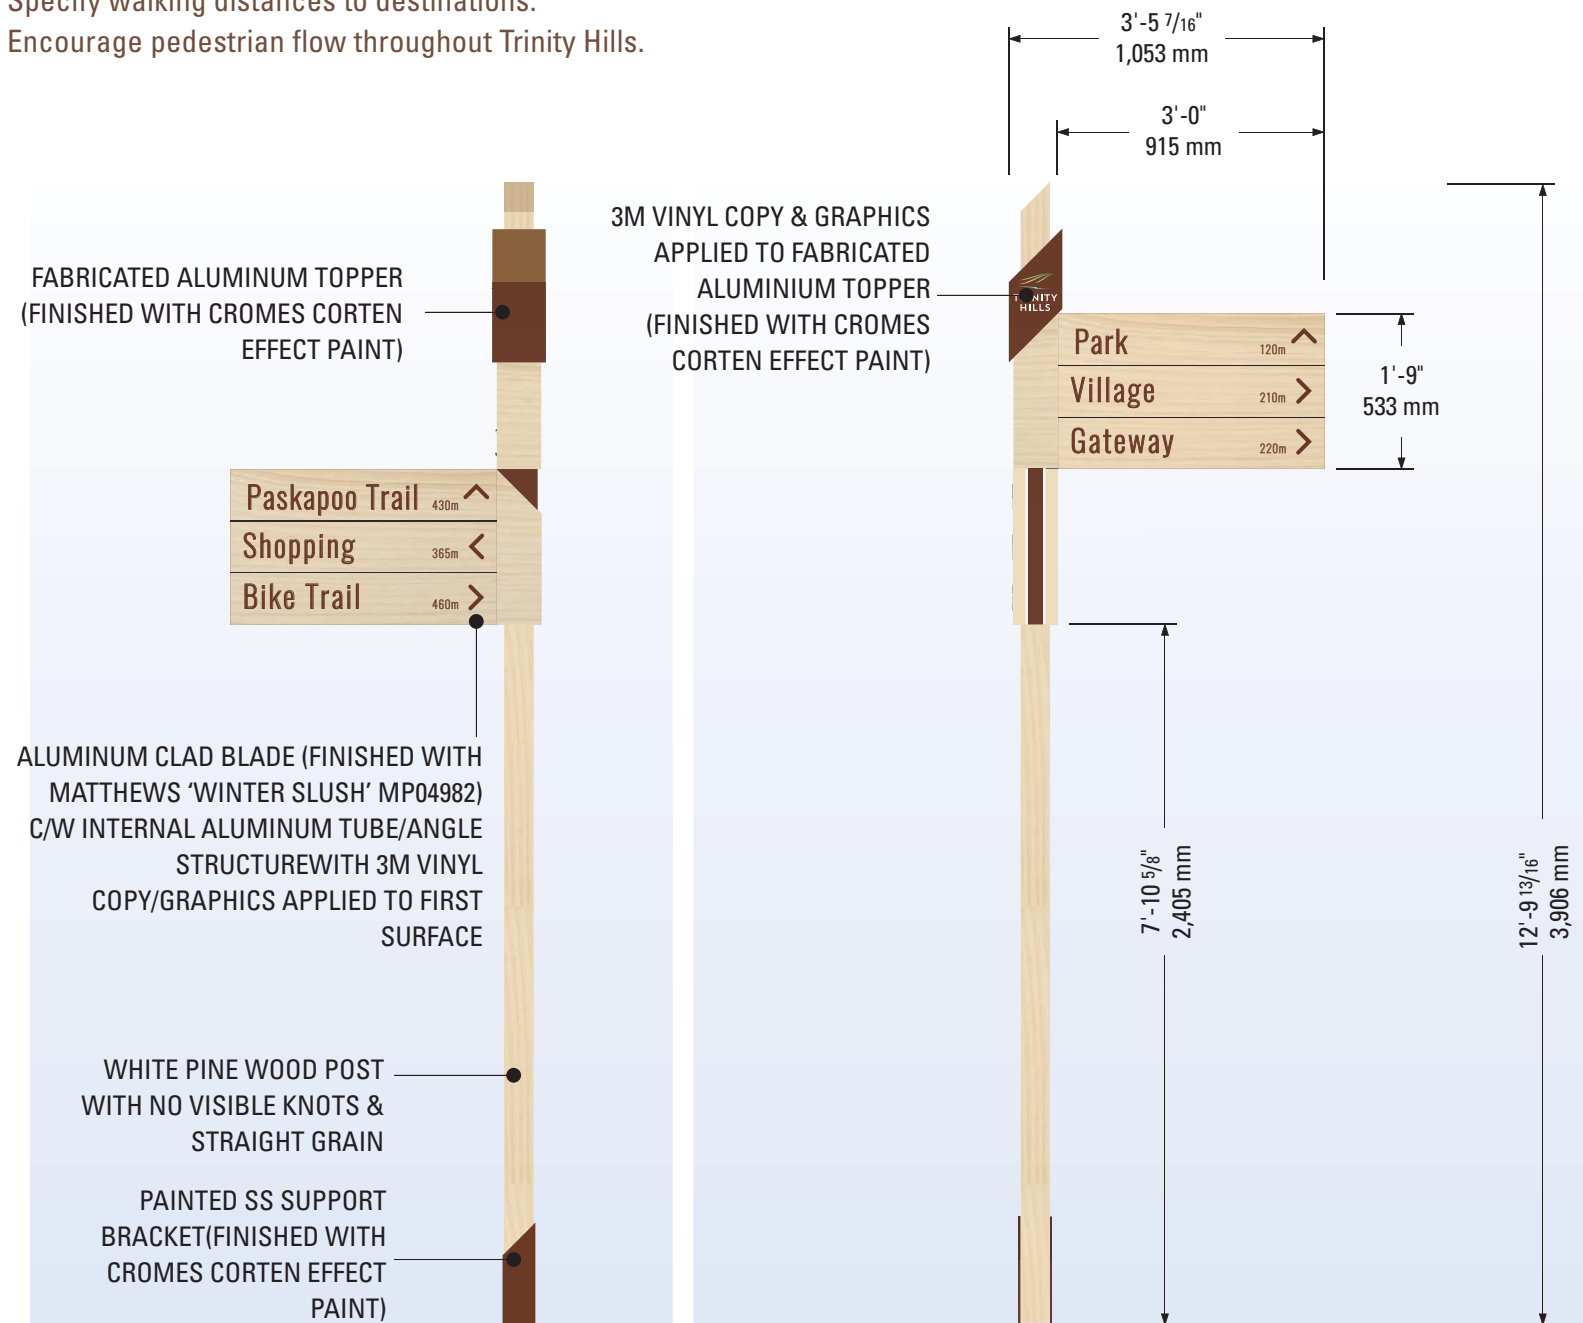 Specify walking distances to destinations.
Encourage pedestrian flow throughout Trinity Hills.
3'-5 7/16"
1,053 mm
3'-0"
915 mm
FABRICATED ALUMINUM TOPPER
(FINISHED WITH CROMES CORTEN
EFFECT PAINT)
3M VINYL COPY & GRAPHICS
APPLIED TO FABRICATED
ALUMINIUM TOPPER
(FINISHED WITH CROMES
CORTEN EFFECT PAINT)
TRINITY
HILLS
Park 120m
Village 210m
Gateway 220m
1'-9"
533 mm
Paskapoo Trail 430m
Shopping 365m
Bike Trail 460m
ALUMINUM CLAD BLADE (FINISHED WITH
MATTHEWS ‘WINTER SLUSH’ MP04982)
C/W INTERNAL ALUMINUM TUBE/ANGLE
STRUCTUREWITH 3M VINYL
COPY/GRAPHICS APPLIED TO FIRST
SURFACE
7'-10 5/8"
2,405 mm
12'-9 13/16"
3,906 mm
WHITE PINE WOOD POST
WITH NO VISIBLE KNOTS &
STRAIGHT GRAIN
PAINTED SS SUPPORT
BRACKET(FINISHED WITH
CROMES CORTEN EFFECT
PAINT)